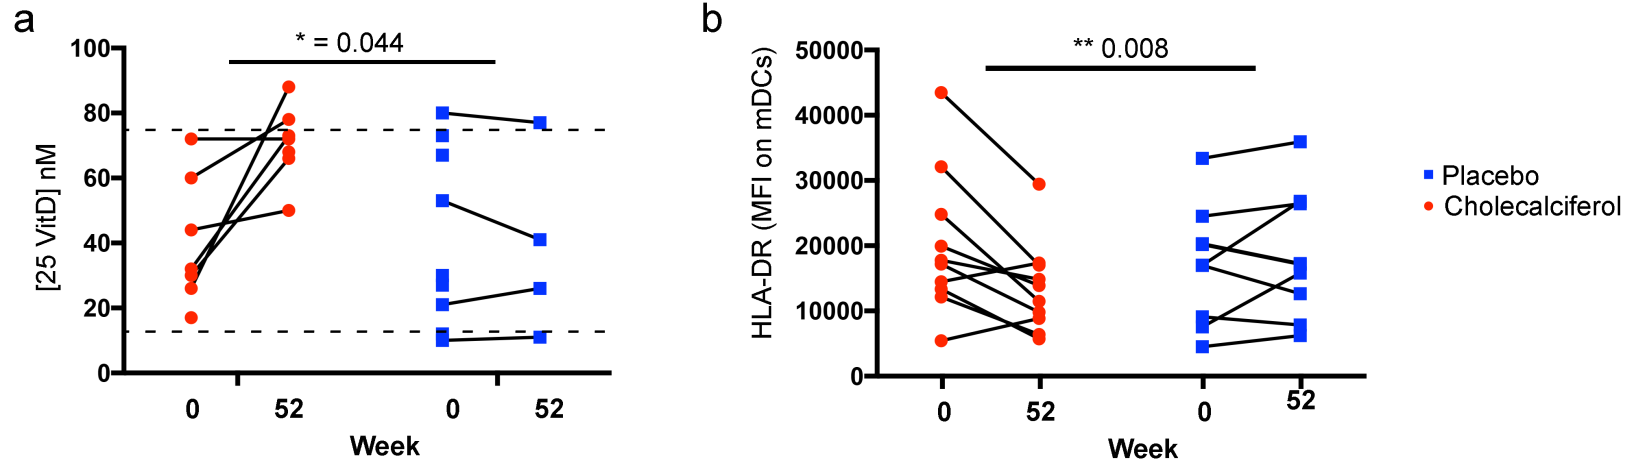 a
* = 0.044
100
80
60
40
20
0
[25 VitD] nM
0 52 0 52
Week
b
** 0.008
50000
40000
30000
20000
10000
0
HLA-DR (MFI on mDCs)
0 52 0 52
Week
Placebo
Cholecalciferol